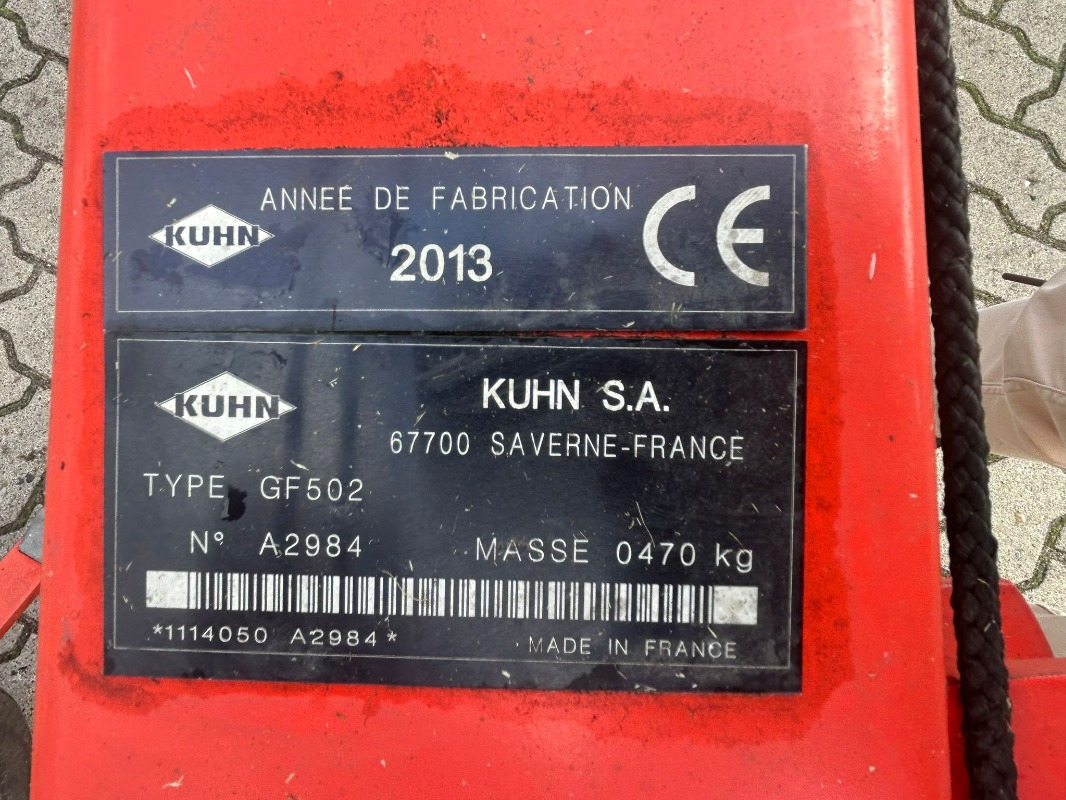 KUHN
ANNEE DE FABRICATION
2013
CE
KUHN
KUHN S.A.
67700 SAVERNE-FRANCE
TYPE GF502
N° A2984
MASSE 0470 kg
*1114050 A2984*
MADE IN FRANCE